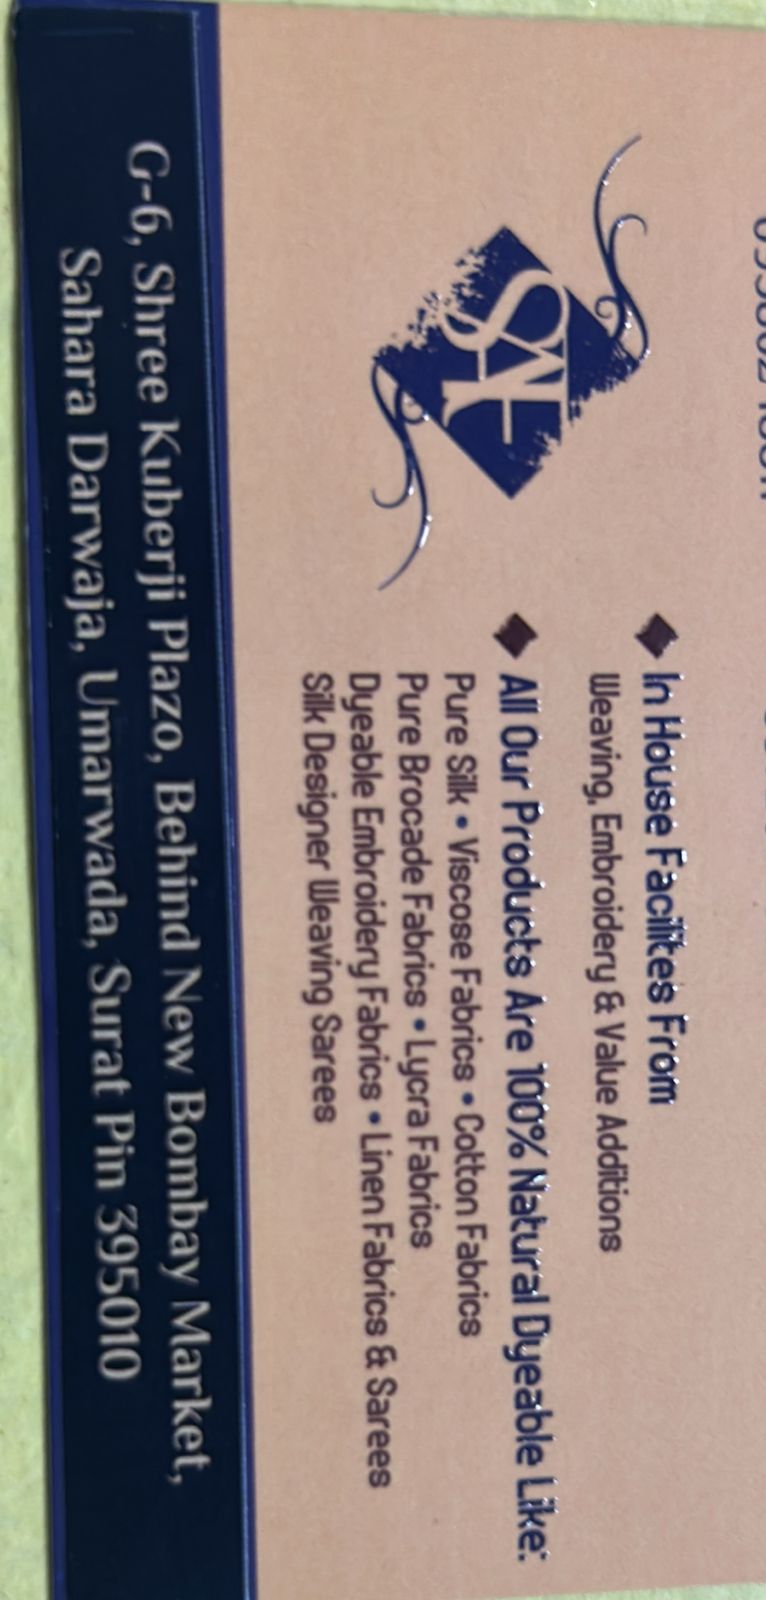 SAF
In House Facilites From
Weaving, Embroidery & Value Additions
All Our Products Are 100% Natural Dyeable Like:
Pure Silk • Viscose Fabrics • Cotton Fabrics
Pure Brocade Fabrics • Lycra Fabrics
Dyeable Embroidery Fabrics • Linen Fabrics & Sarees
Silk Designer Weaving Sarees
G-6, Shree Kuberji Plazo, Behind New Bombay Market,
Sahara Darwaja, Umarwada, Surat Pin 395010